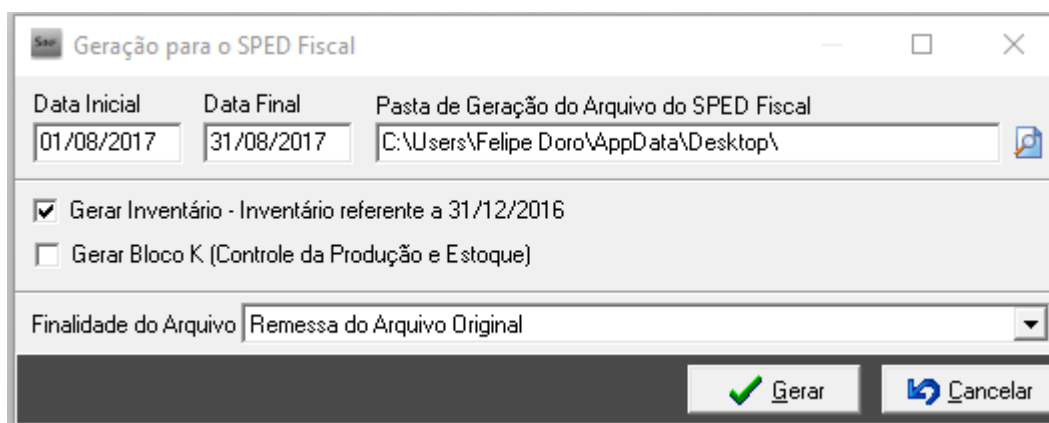 Geração para o SPED Fiscal
Data Inicial Data Final Pasta de Geração do Arquivo do SPED Fiscal
01/08/2017 31/08/2017 C:\Users\Felipe Doro\AppData\Desktop\
Gerar Inventário - Inventário referente a 31/12/2016
Gerar Bloco K (Controle da Produção e Estoque)
Finalidade do Arquivo Remessa do Arquivo Original
Gerar Cancelar